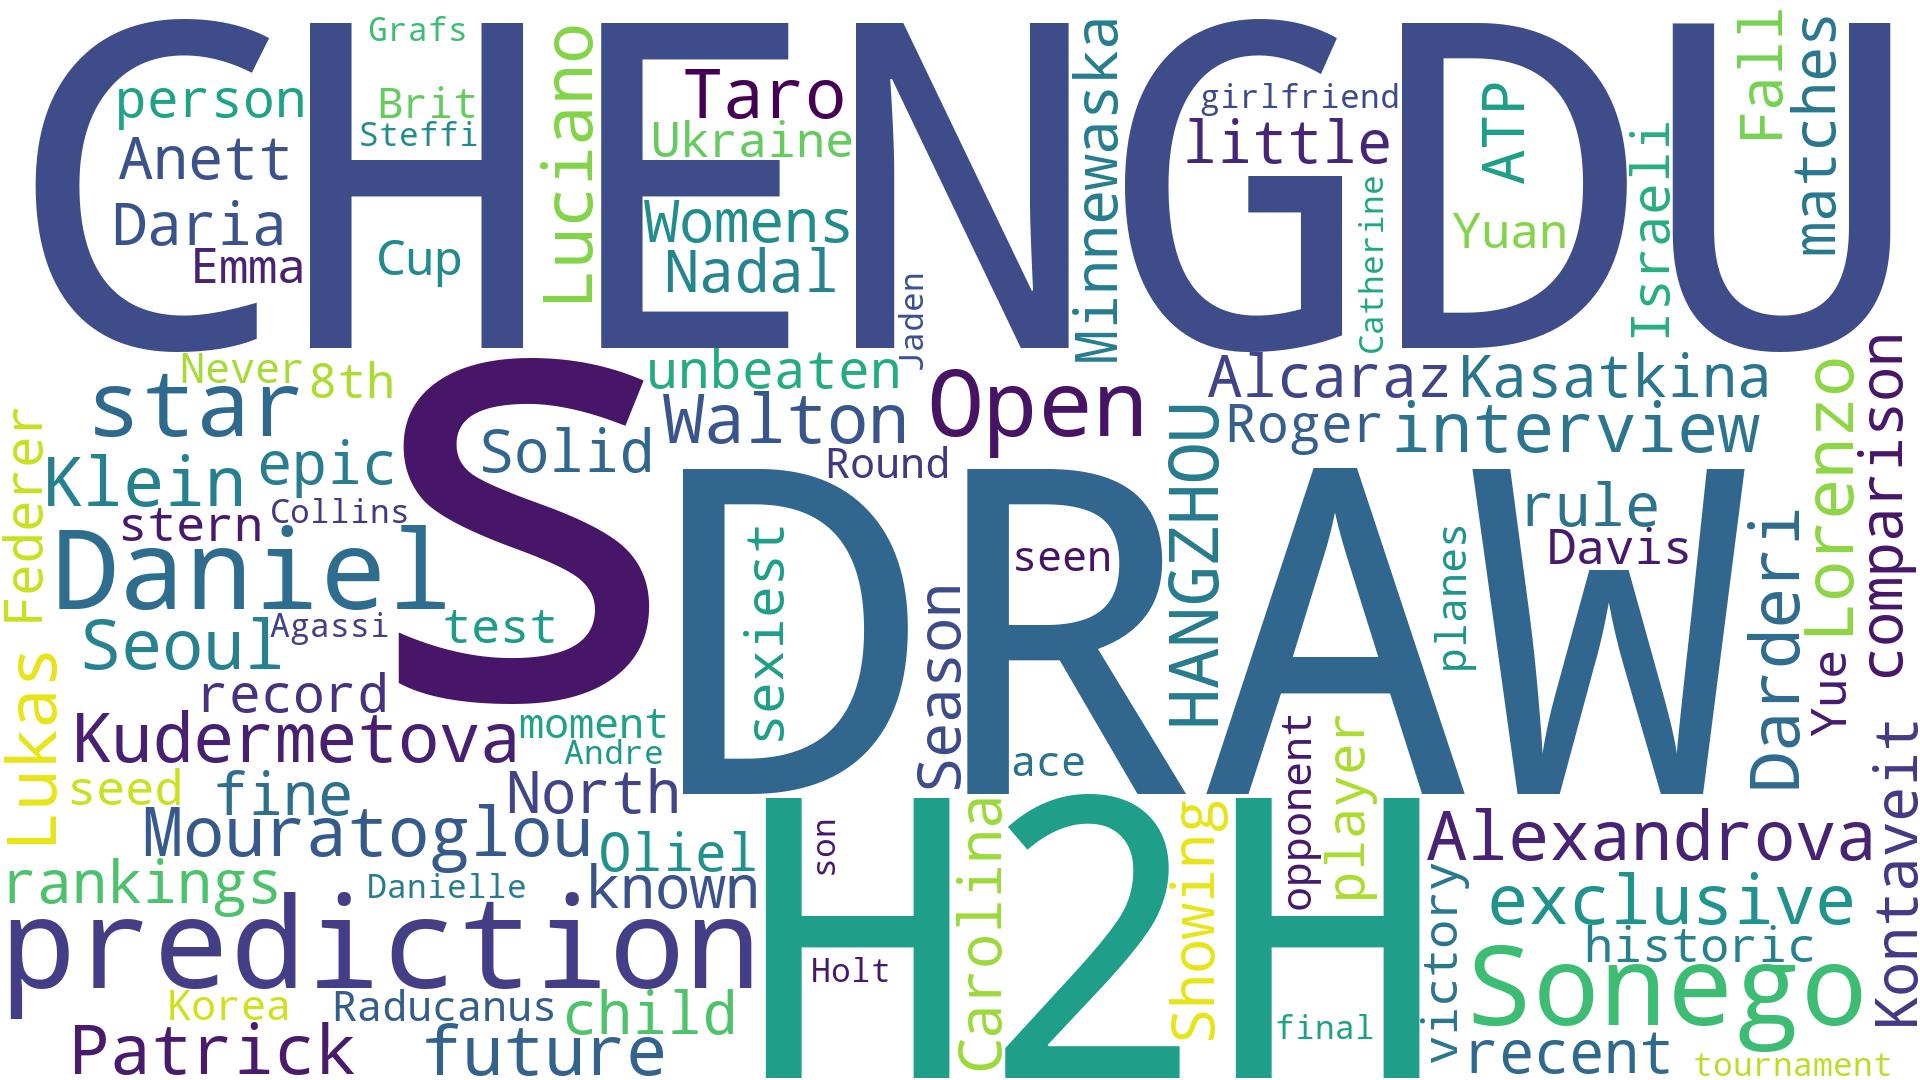 CHENGDU
Grafs
person
Brit
Steffi
Luciano
Taro
Ukraine
Minnewaska
girlfriend
little
ATP
Fall
matches
Anett
Daria
Emma
Cup
Womens
Nadal
Jaden
Catherine
Yuan
Israeli
Never
8th
star
S
unbeaten
Open
Alcaraz
Kasatkina
Walton
Roger
interview
Solid
Round
Klein
epic
Collins
stern
Federer
Daniel
DRAW
sexiest
seen
HANGZHOU
planes
rule
Davis
Lorenzo
comparison
Darderi
Yue
Agassi
test
Seoul
Season
record
Kudermetova
moment
Andre
ace
Lukas
seed
fine
North
H2H
opponent
player
Mouratoglou
Oliel
son
Carolina
Showing
Alexandrova
Kontaveit
rankings
Danielle
known
prediction
victory
exclusive
historic
Sonego
Holt
Korea
Raducanus
child
final
Patrick
future
recent
tournament